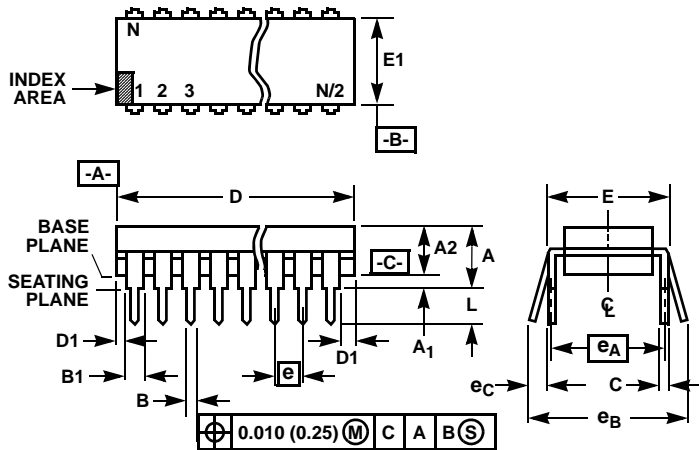 N
E1
INDEX
AREA
1 2 3 N/2
-B-
-A-
D
E
BASE
PLANE
A2
A
-C-
SEATING
PLANE
L
C L
D1
A1
D1
eA
B1
e
eC
C
B
eB
0.010 (0.25) M C A B S